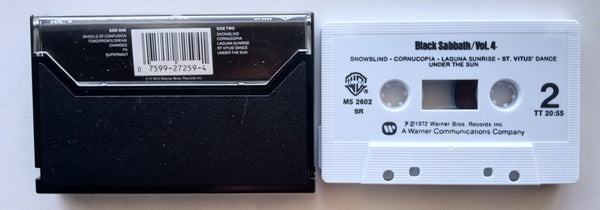 SIDE ONE
WHEELS OF CONFUSION
TOMORROW'S DREAM
CHANGES
FX
SUPERNAUT
SIDE TWO
SNOWBLIND
CORNUCOPIA
LAGUNA SUNRISE
ST. VITUS' DANCE
UNDER THE SUN
0 7599-27259-4
Black Sabbath/Vol. 4
SNOWBLIND • CORNUCOPIA • LAGUNA SUNRISE • ST. VITUS' DANCE
UNDER THE SUN
M5 2602
SR
2
TT 20:55
℗©1972 Warner Bros. Records Inc.
A Warner Communications Company